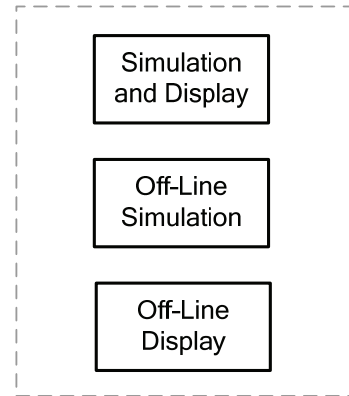 Simulation
and Display
Off-Line
Simulation
Off-Line
Display